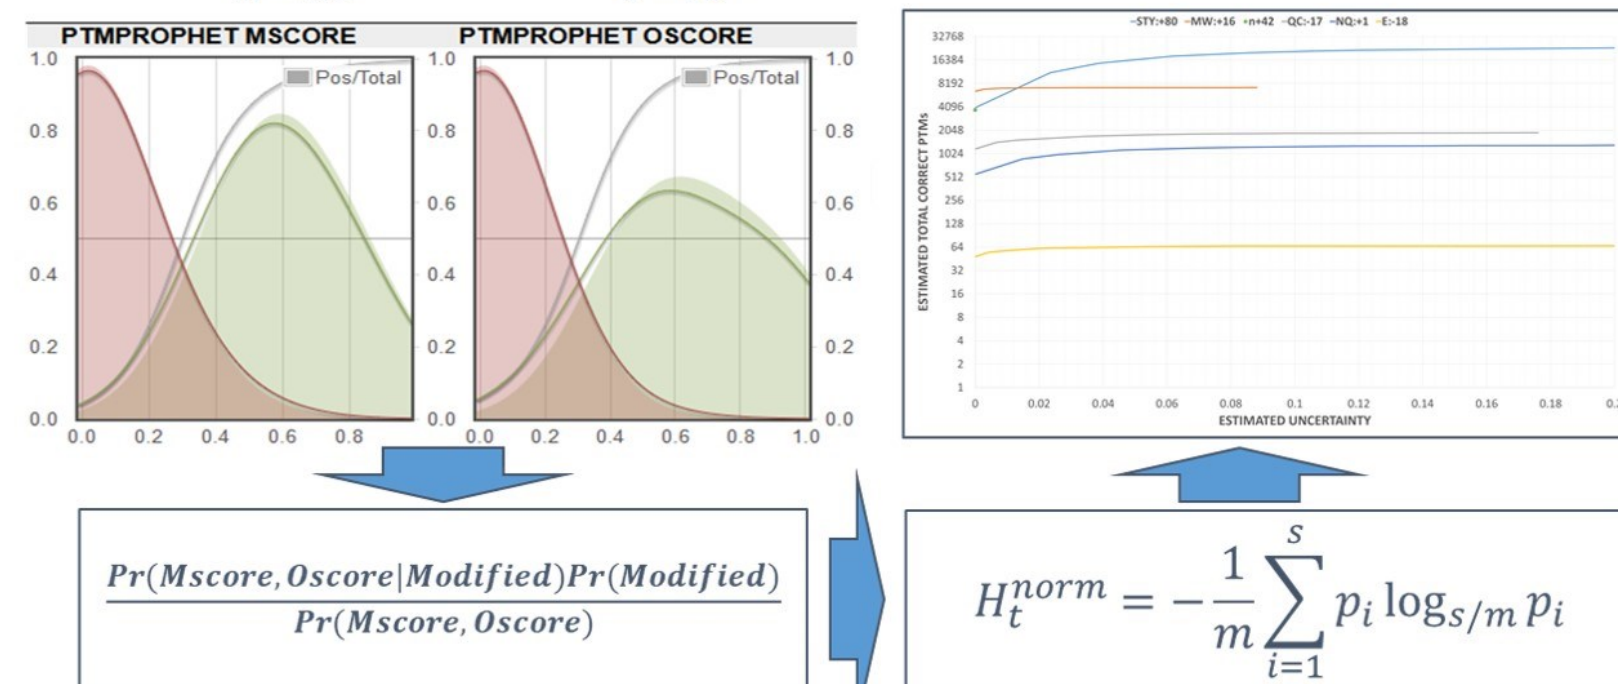 PTMPROPHET MSCORE PTMPROPHET OSCORE
1.0 1.0 1.0
Pos/Total Pos/Total
0.8 0.8 0.8
0.6 0.6 0.6
0.4 0.4 0.4
0.2 0.2 0.2
0.0 0.0 0.0
0.0 0.2 0.4 0.6 0.8 0.0 0.2 0.4 0.6 0.8 1.0
STY:+80 MW:+16 n+42 QC:-17 NQ:+1 E:-18
ESTIMATED TOTAL CORRECT PTMs
32768
16384
8192
4096
2048
1024
512
256
128
64
32
16
8
4
2
1
0 0.02 0.04 0.06 0.08 0.1 0.12 0.14 0.16 0.18
ESTIMATED UNCERTAINTY
Pr(Mscore, Oscore|Modified)Pr(Modified)
Pr(Mscore, Oscore)
H_t^{norm} = -\frac{1}{m} \sum_{i=1}^{s} p_i \log_{s/m} p_i